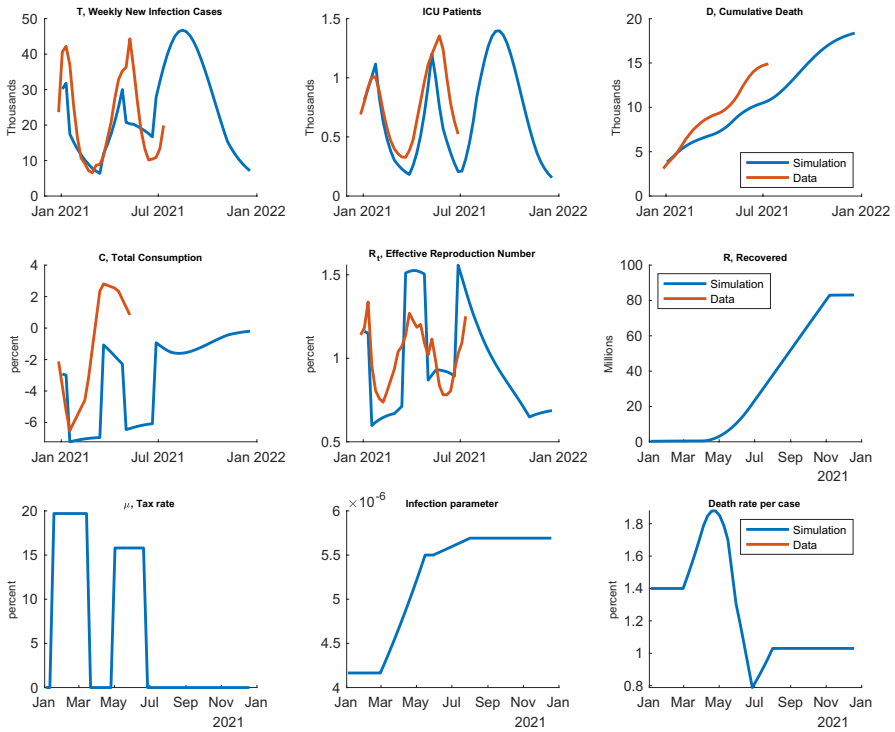 T, Weekly New Infection Cases
Thousands
50
40
30
20
10
0
Jan 2021 Jul 2021 Jan 2022
ICU Patients
Thousands
1.5
1
0.5
0
Jan 2021 Jul 2021 Jan 2022
D, Cumulative Death
Thousands
20
15
10
5
0
Simulation
Data
Jan 2021 Jul 2021 Jan 2022
C, Total Consumption
percent
4
2
0
-2
-4
-6
Jan 2021 Jul 2021 Jan 2022
R_t, Effective Reproduction Number
percent
1.5
1
0.5
Jan 2021 Jul 2021 Jan 2022
R, Recovered
Millions
100
80
60
40
20
0
Simulation
Data
Jan Mar May Jul Sep Nov Jan
2021
μ, Tax rate
percent
20
15
10
5
0
Jan Mar May Jul Sep Nov Jan
2021
Infection parameter
×10^-6
6
5.5
5
4.5
4
Jan Mar May Jul Sep Nov Jan
2021
Death rate per case
percent
1.8
1.6
1.4
1.2
1
0.8
Simulation
Data
Jan Mar May Jul Sep Nov Jan
2021